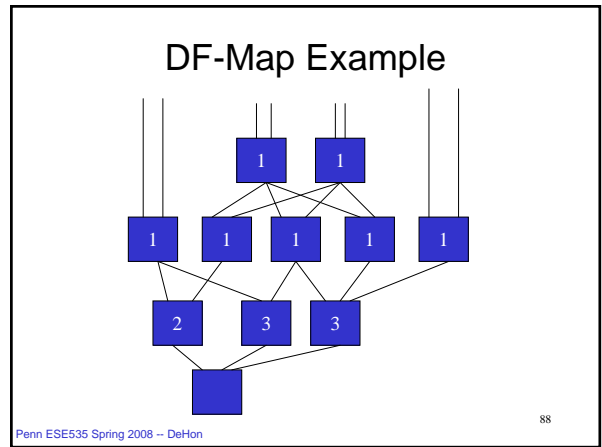 DF-Map Example
1 1
1 1 1 1 1
2 3 3
Penn ESE535 Spring 2008 -- DeHon
88